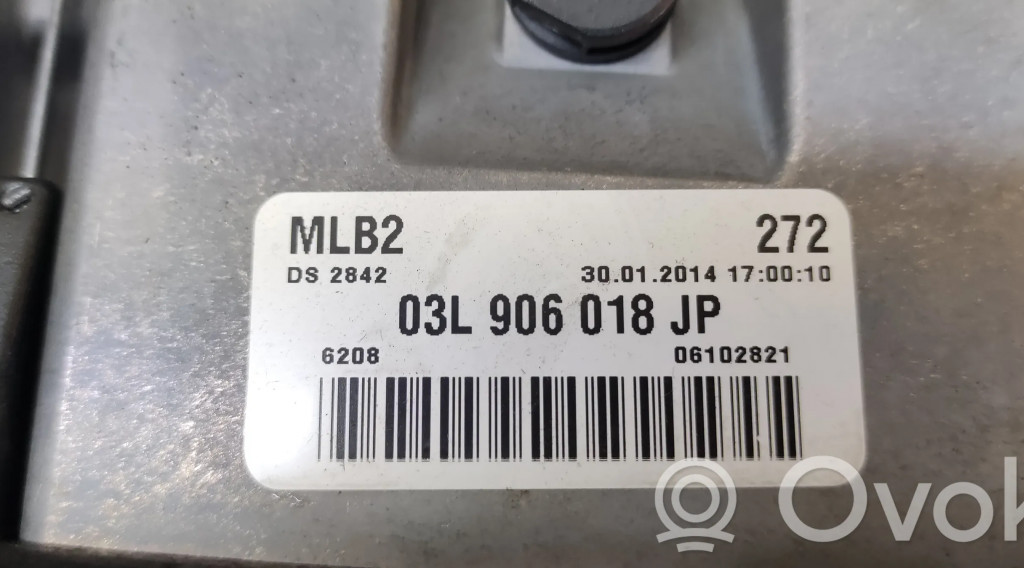 MLB2 272
DS 2842 30.01.2014 17:00:10
03L 906 018 JP
6208 06102821
Ovok